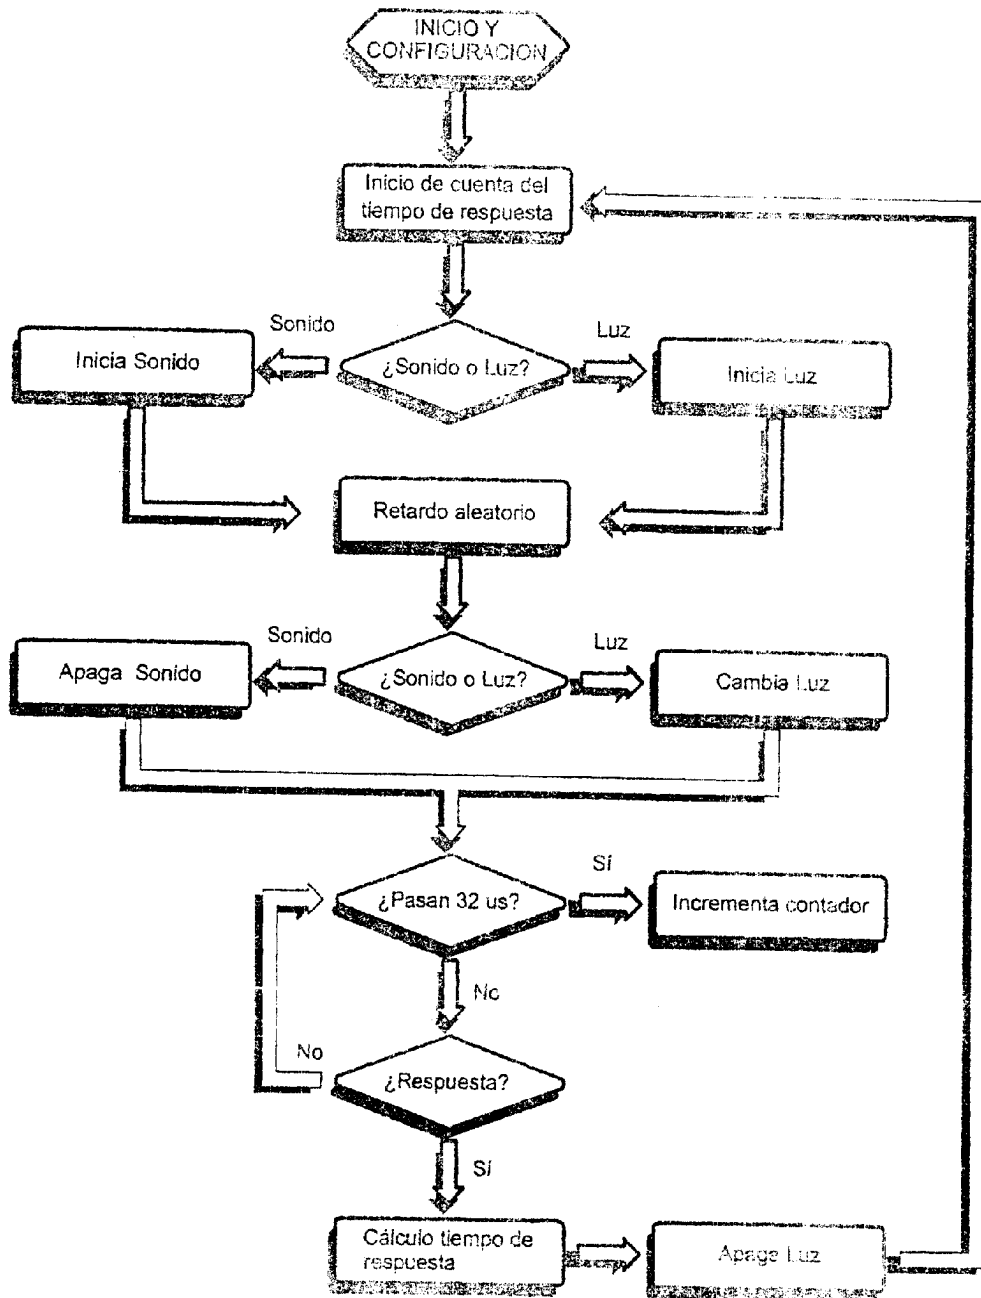 INICIO Y
CONFIGURACION
Inicio de cuenta del
tiempo de respuesta
Sonido
Luz
Inicia Sonido
¿Sonido o Luz?
Inicia Luz
Retardo aleatorio
Sonido
Luz
Apaga Sonido
¿Sonido o Luz?
Cambia Luz
¿Pasan 32 us?
Sí
Incrementa contador
No
No
¿Respuesta?
Sí
Cálculo tiempo de
respuesta
Apaga Luz